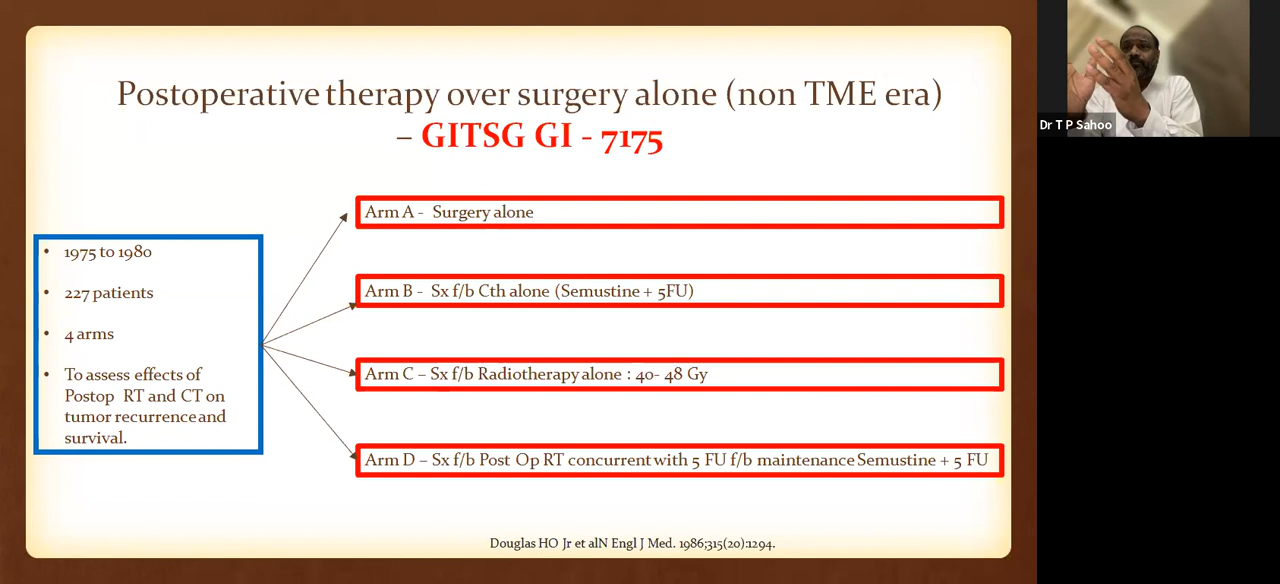 Postoperative therapy over surgery alone (non TME era)
– GITSG GI - 7175
• 1975 to 1980
• 227 patients
• 4 arms
• To assess effects of
Postop RT and CT on
tumor recurrence and
survival.
Arm A - Surgery alone
Arm B - Sx f/b Cth alone (Semustine + 5FU)
Arm C – Sx f/b Radiotherapy alone : 40- 48 Gy
Arm D – Sx f/b Post Op RT concurrent with 5 FU f/b maintenance Semustine + 5 FU
Douglas HO Jr et alN Engl J Med. 1986;315(20):1294.
Dr T P Sahoo